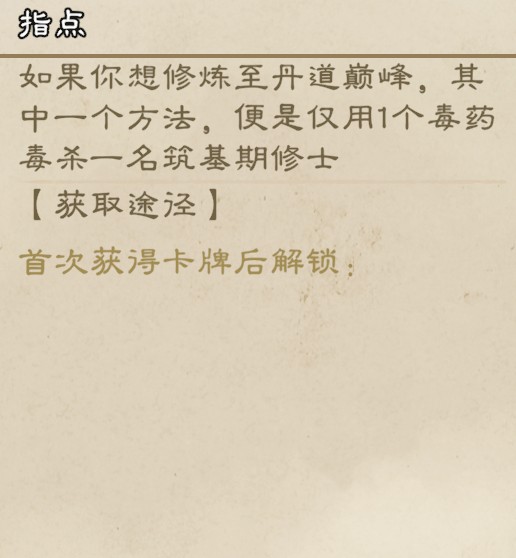 指点
如果你想修炼至丹道巅峰，其
中一个方法，便是仅用1个毒药
毒杀一名筑基期修士
【获取途径】
首次获得卡牌后解锁：